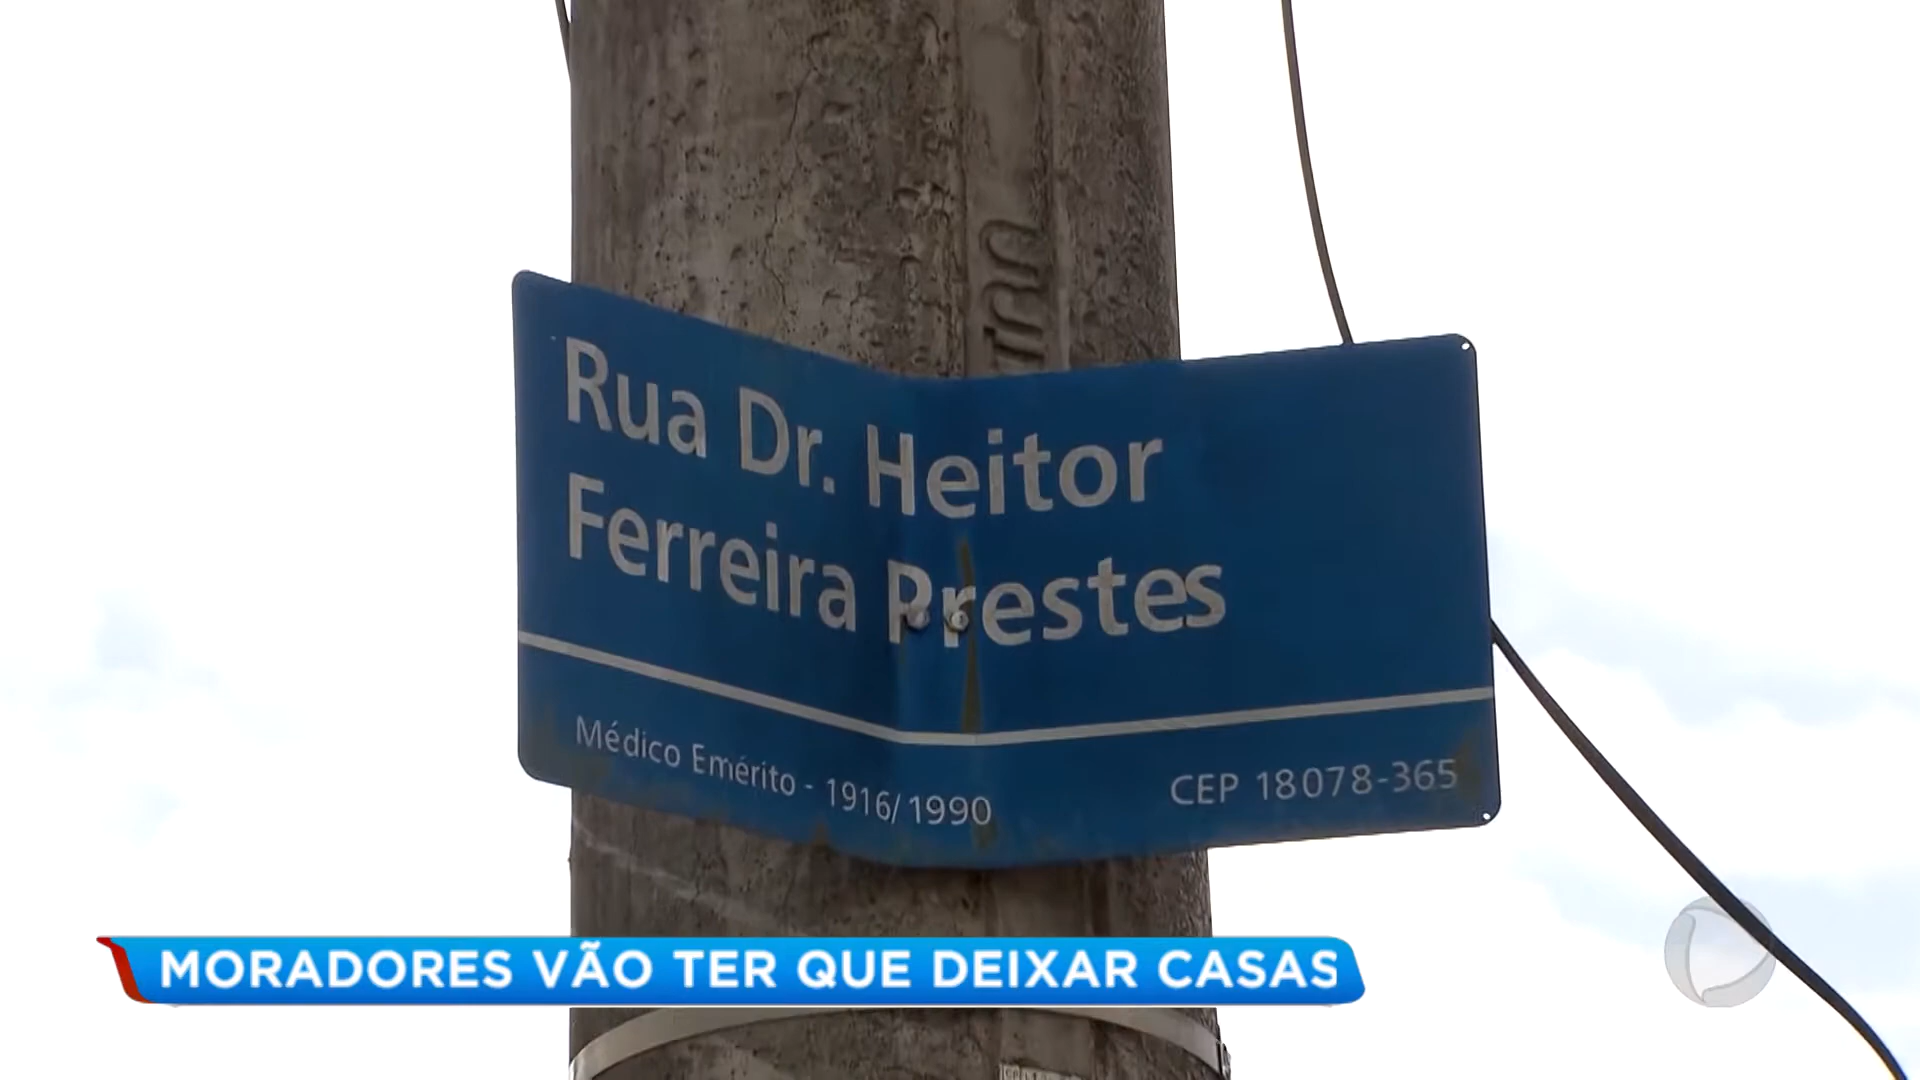 Rua Dr. Heitor
Ferreira Prestes
Médico Emérito - 1916/1990
CEP 18078-365
MORADORES VÃO TER QUE DEIXAR CASAS